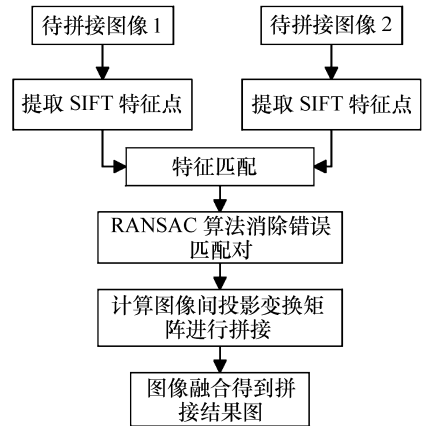 待拼接图像 1
待拼接图像 2
提取 SIFT 特征点
提取 SIFT 特征点
特征匹配
RANSAC 算法消除错误
匹配对
计算图像间投影变换矩
阵进行拼接
图像融合得到拼
接结果图